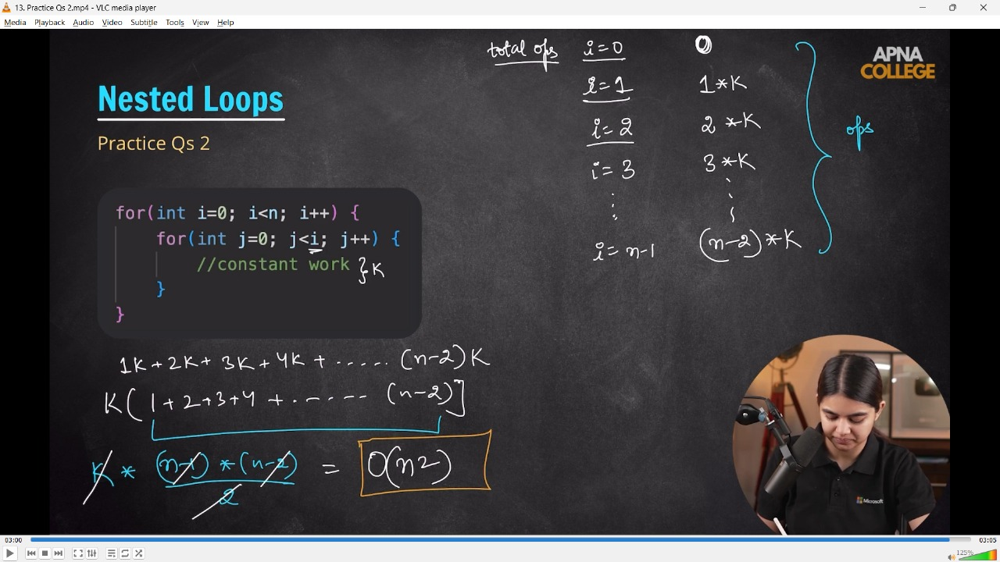 13. Practice Qs 2.mp4 - VLC media player
Media Playback Audio Video Subtitle Tools View Help
total ops i = 0 0
i = 1 1 * K
i = 2 2 * K
i = 3 3 * K
i = n-1 (n-2) * K
ops
APNA
COLLEGE
Nested Loops
Practice Qs 2
for(int i=0; i<n; i++) {
for(int j=0; j<i; j++) {
//constant work } K
}
}
1K + 2K + 3K + 4K + ..... (n-2)K
K( 1 + 2 + 3 + 4 + ...... (n-2)]
K * (n-1) * (n-2) = O(n2)
2
Microsoft
03:00 03:05
125%